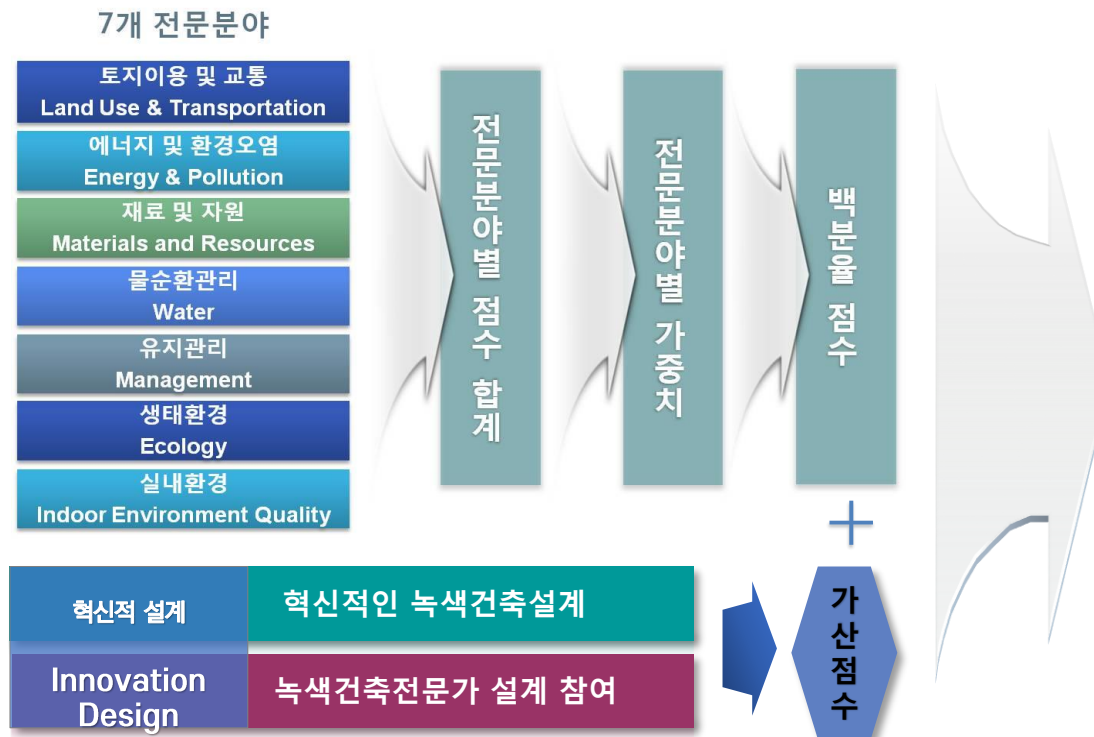 7개 전문분야
토지이용 및 교통
Land Use & Transportation
에너지 및 환경오염
Energy & Pollution
재료 및 자원
Materials and Resources
물순환관리
Water
유지관리
Management
생태환경
Ecology
실내환경
Indoor Environment Quality
전문분야별 점수 합계
전문분야별 가중치
백분율 점수
+
혁신적 설계
혁신적인 녹색건축설계
Innovation
Design
녹색건축전문가 설계 참여
가산점수